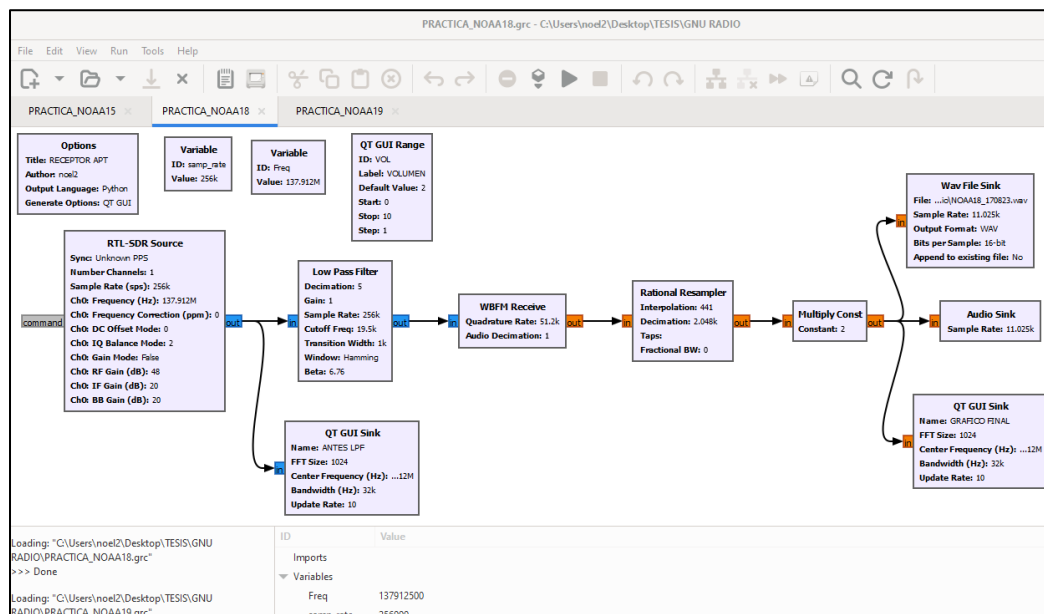 PRACTICA_NOAA18.grc - C:\Users\noel2\Desktop\TESIS\GNU RADIO
File Edit View Run Tools Help
PRACTICA_NOAA15 PRACTICA_NOAA18 PRACTICA_NOAA19
Options
Title: RECEPTOR APT
Author: noel2
Output Language: Python
Generate Options: QT GUI
Variable
ID: samp_rate
Value: 256k
Variable
ID: Freq
Value: 137.912M
QT GUI Range
ID: VOL
Label: VOLUMEN
Default Value: 2
Start: 0
Stop: 10
Step: 1
RTL-SDR Source
Sync: Unknown PPS
Number Channels: 1
Sample Rate (sps): 256k
Ch0: Frequency (Hz): 137.912M
Ch0: Frequency Correction (ppm): 0
Ch0: DC Offset Mode: 0
Ch0: IQ Balance Mode: 2
Ch0: Gain Mode: False
Ch0: RF Gain (dB): 48
Ch0: IF Gain (dB): 20
Ch0: BB Gain (dB): 20
command
out
in
Low Pass Filter
Decimation: 5
Gain: 1
Sample Rate: 256k
Cutoff Freq: 19.5k
Transition Width: 1k
Window: Hamming
Beta: 6.76
out
in
WBFM Receive
Quadrature Rate: 51.2k
Audio Decimation: 1
out
in
Rational Resampler
Interpolation: 441
Decimation: 2.048k
Taps:
Fractional BW: 0
out
in
Multiply Const
Constant: 2
out
in
Wav File Sink
File: ...io\NOAA18_170823.wav
Sample Rate: 11.025k
Output Format: WAV
Bits per Sample: 16-bit
Append to existing file: No
in
Audio Sink
Sample Rate: 11.025k
in
QT GUI Sink
Name: GRAFICO FINAL
FFT Size: 1024
Center Frequency (Hz): ...12M
Bandwidth (Hz): 32k
Update Rate: 10
in
QT GUI Sink
Name: ANTES LPF
FFT Size: 1024
Center Frequency (Hz): ...12M
Bandwidth (Hz): 32k
Update Rate: 10
Loading: "C:\Users\noel2\Desktop\TESIS\GNU
RADIO\PRACTICA_NOAA18.grc"
>>> Done
Loading: "C:\Users\noel2\Desktop\TESIS\GNU
RADIO\PRACTICA_NOAA19.grc"
ID Value
Imports
Variables
Freq 137912500
samp_rate 256000